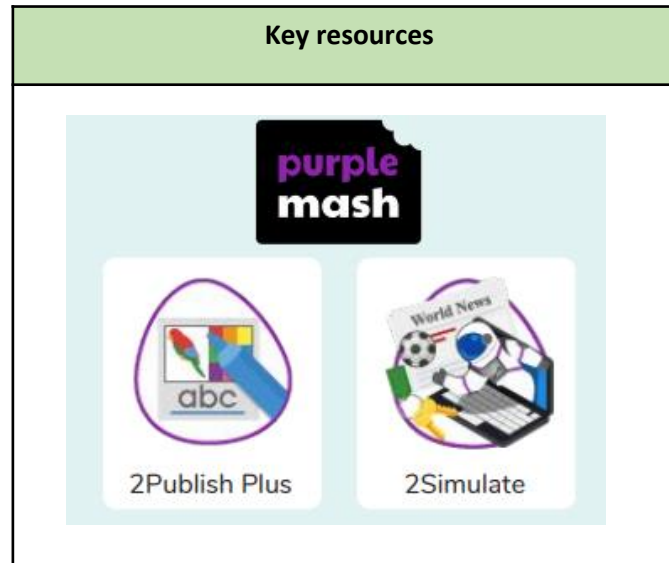 Key resources
purple
mash
World News
abc
2Publish Plus
2Simulate